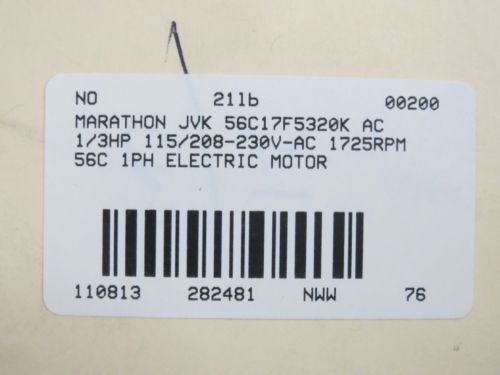 NO 21lb 00200
MARATHON JVK 56C17F5320K AC
1/3HP 115/208-230V-AC 1725RPM
56C 1PH ELECTRIC MOTOR
110813 282481 NWW 76